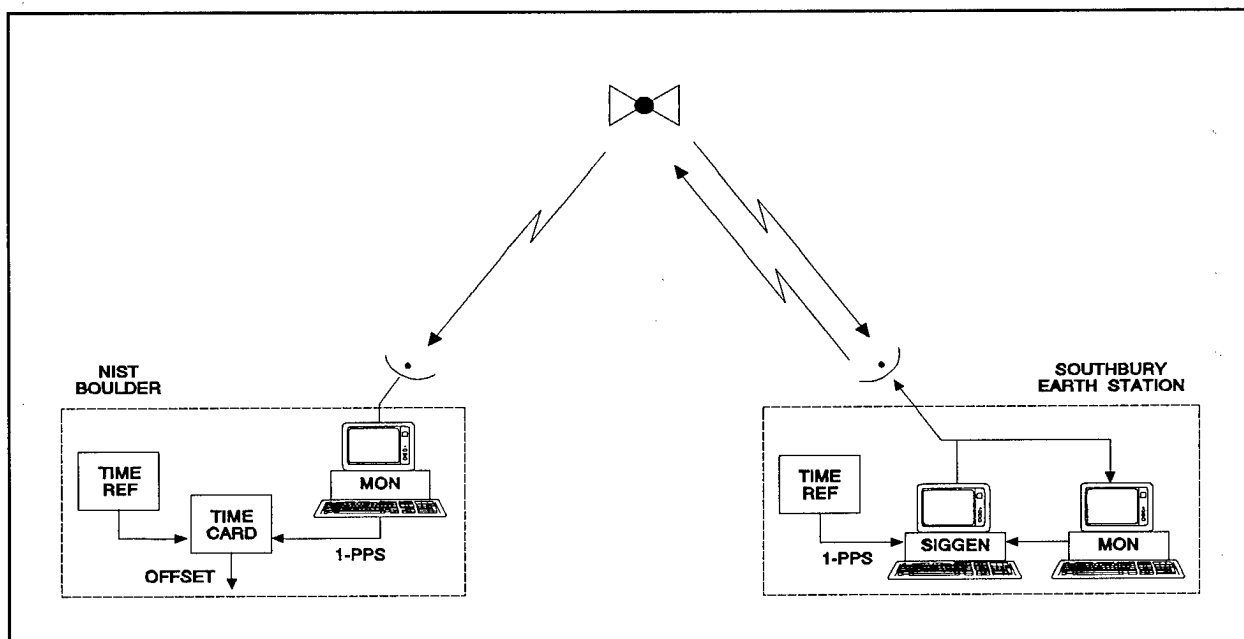 NIST
BOULDER
TIME
REF
TIME
CARD
OFFSET
MON
1-PPS
SOUTHBURY
EARTH STATION
TIME
REF
1-PPS
SIGGEN
MON